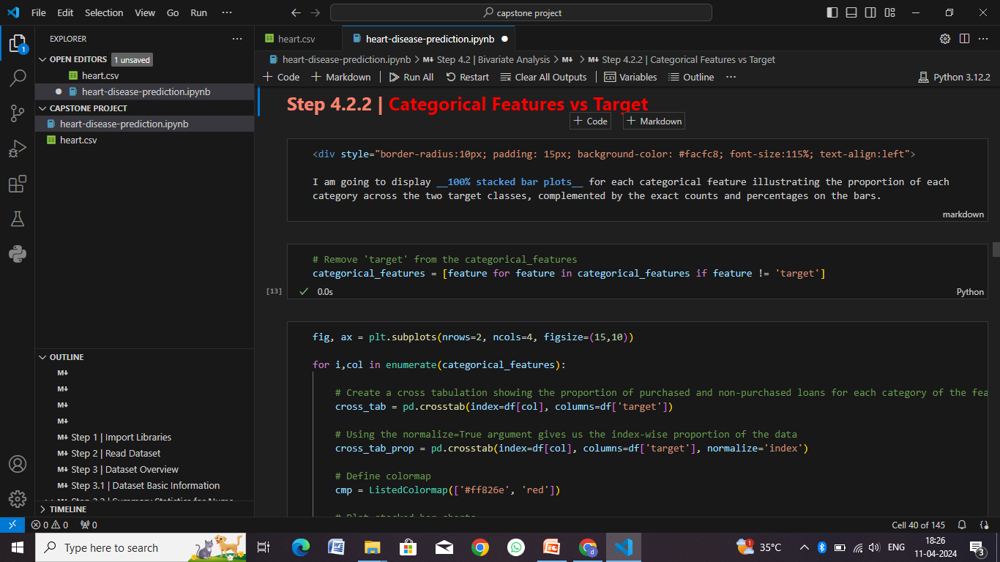 File Edit Selection View Go Run ··· capstone project
EXPLORER ···
OPEN EDITORS 1 unsaved
heart.csv
heart-disease-prediction.ipynb
CAPSTONE PROJECT
heart-disease-prediction.ipynb
heart.csv
OUTLINE
Step 1 | Import Libraries
Step 2 | Read Dataset
Step 3 | Dataset Overview
Step 3.1 | Dataset Basic Information
TIMELINE
heart.csv heart-disease-prediction.ipynb
heart-disease-prediction.ipynb > M↓ Step 4.2 | Bivariate Analysis > M↓ > M↓ Step 4.2.2 | Categorical Features vs Target
+ Code + Markdown Run All Restart Clear All Outputs Variables Outline ··· Python 3.12.2
Step 4.2.2 | Categorical Features vs Target
+ Code + Markdown
<div style="border-radius:10px; padding: 15px; background-color: #facfc8; font-size:115%; text-align:left">
I am going to display __100% stacked bar plots__ for each categorical feature illustrating the proportion of each
category across the two target classes, complemented by the exact counts and percentages on the bars.
markdown
# Remove 'target' from the categorical_features
categorical_features = [feature for feature in categorical_features if feature != 'target']
[13] 0.0s Python
fig, ax = plt.subplots(nrows=2, ncols=4, figsize=(15,10))
for i,col in enumerate(categorical_features):
# Create a cross tabulation showing the proportion of purchased and non-purchased loans for each category of the fea
cross_tab = pd.crosstab(index=df[col], columns=df['target'])
# Using the normalize=True argument gives us the index-wise proportion of the data
cross_tab_prop = pd.crosstab(index=df[col], columns=df['target'], normalize='index')
# Define colormap
cmp = ListedColormap(['#ff826e', 'red'])
0 0 0 Cell 40 of 145
Type here to search 35°C ENG 18:26
11-04-2024 3